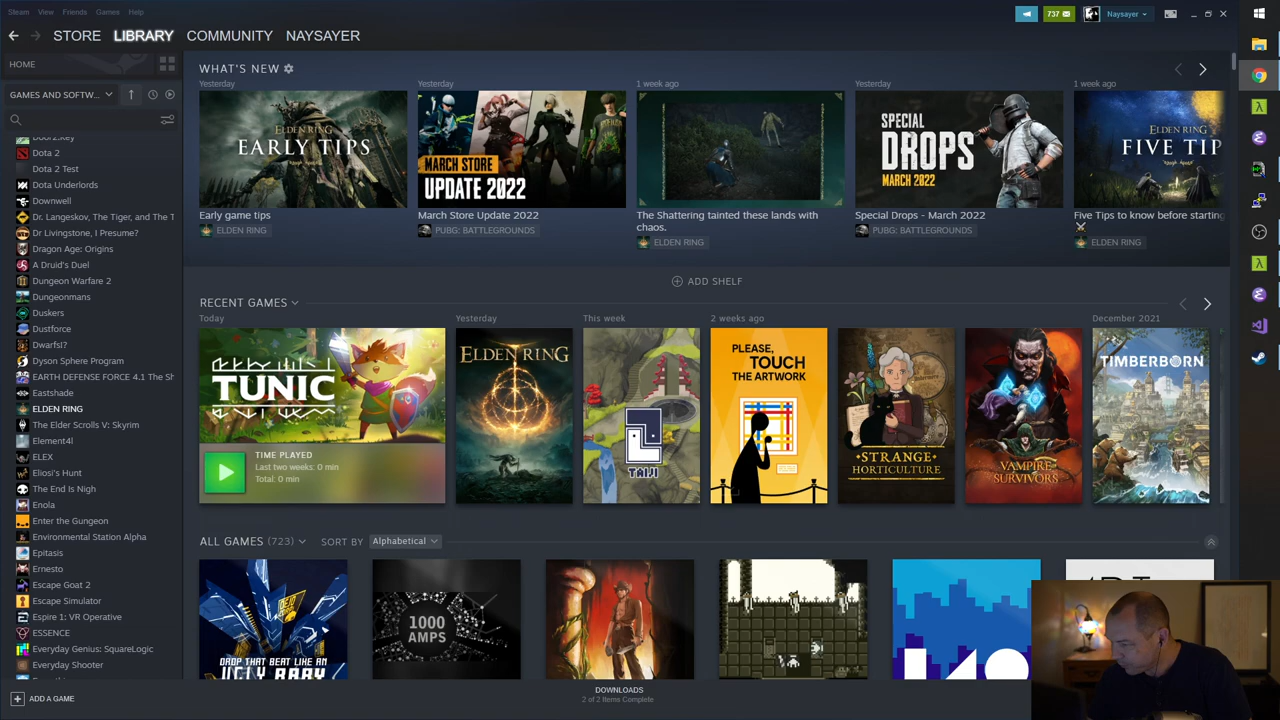 Steam View Friends Games Help
737
Naysayer
STORE LIBRARY COMMUNITY NAYSAYER
HOME
GAMES AND SOFTW...
Dota 2
Dota 2 Test
Dota Underlords
Downwell
Dr. Langeskov, The Tiger, and The T
Dr Livingstone, I Presume?
Dragon Age: Origins
A Druid's Duel
Dungeon Warfare 2
Dungeonmans
Duskers
Dustforce
Dwarfs!?
Dyson Sphere Program
EARTH DEFENSE FORCE 4.1 The Sh
Eastshade
ELDEN RING
The Elder Scrolls V: Skyrim
Element4l
ELEX
Eliosi's Hunt
The End Is Nigh
Enola
Enter the Gungeon
Environmental Station Alpha
Epitasis
Ernesto
Escape Goat 2
Escape Simulator
Espire 1: VR Operative
ESSENCE
Everyday Genius: SquareLogic
Everyday Shooter
ADD A GAME
WHAT'S NEW
Yesterday
ELDEN RING
EARLY TIPS
Early game tips
ELDEN RING
Yesterday
MARCH STORE
UPDATE 2022
March Store Update 2022
PUBG: BATTLEGROUNDS
1 week ago
The Shattering tainted these lands with
chaos.
ELDEN RING
Yesterday
SPECIAL
DROPS
MARCH 2022
Special Drops - March 2022
PUBG: BATTLEGROUNDS
1 week ago
ELDEN RING
FIVE TIP
Five Tips to know before starting
ELDEN RING
ADD SHELF
RECENT GAMES
Today
TUNIC
TIME PLAYED
Last two weeks: 0 min
Total: 0 min
Yesterday
ELDEN RING
This week
TAIJI
2 weeks ago
PLEASE,
TOUCH
THE ARTWORK
STRANGE
HORTICULTURE
VAMPIRE
SURVIVORS
December 2021
TIMBERBORN
ALL GAMES (723) SORT BY Alphabetical
DROP THAT BEAT LIKE AN
UGLY BABY
1000
AMPS
DOWNLOADS
2 of 2 Items Complete